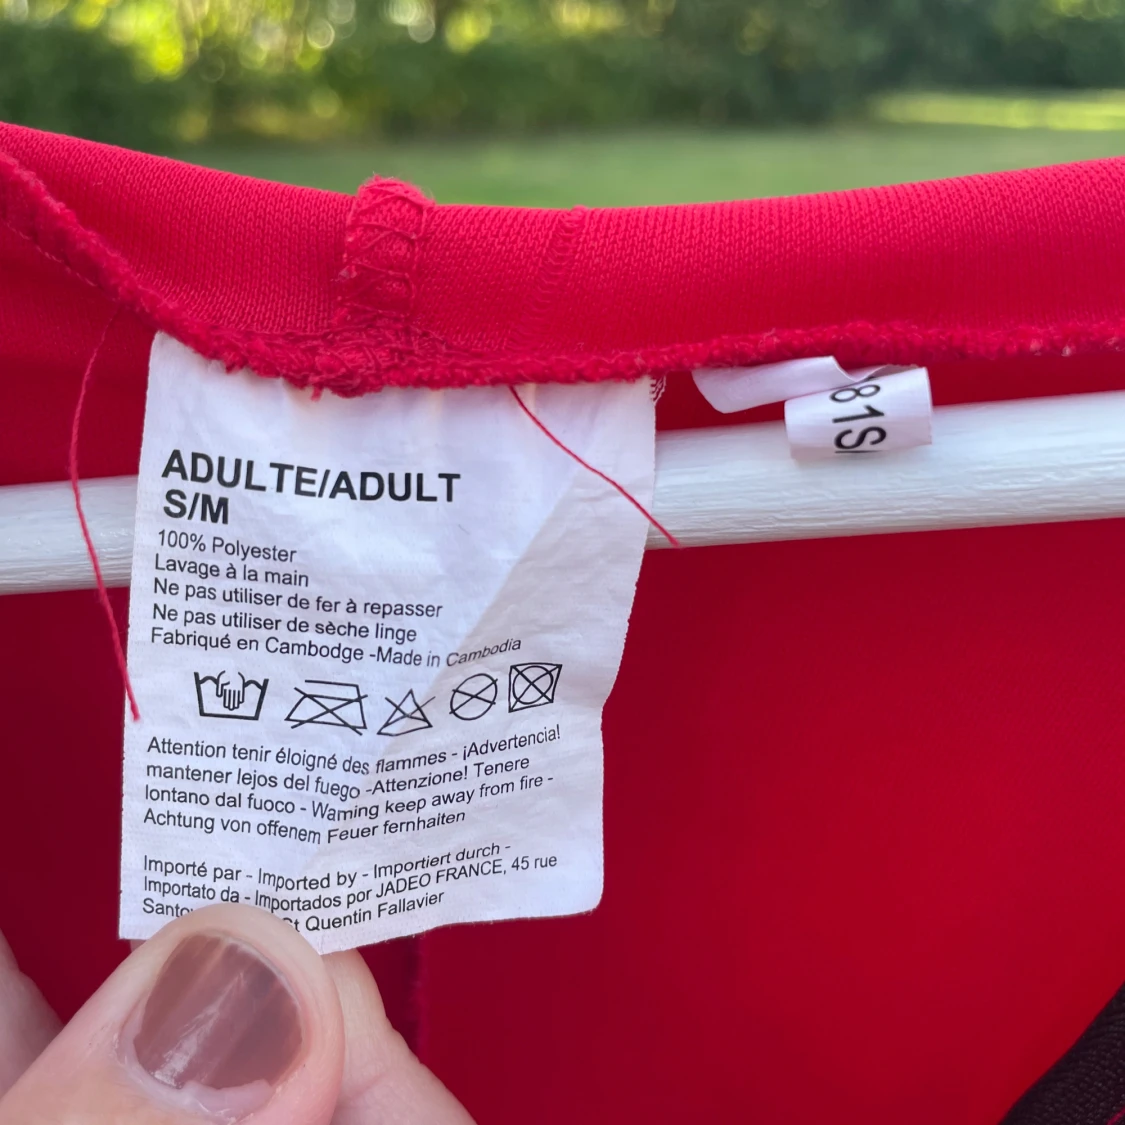 ADULTE/ADULT
S/M
100% Polyester
Lavage à la main
Ne pas utiliser de fer à repasser
Ne pas utiliser de sèche linge
Fabriqué en Cambodge -Made in Cambodia
Attention tenir éloigné des flammes - ¡Advertencia!
mantener lejos del fuego -Attenzione! Tenere
lontano dal fuoco - Warning keep away from fire -
Achtung von offenem Feuer fernhalten
Importé par - Imported by - Importiert durch -
Importato da - Importados por JADEO FRANCE, 45 rue
St Quentin Fallavier
81S